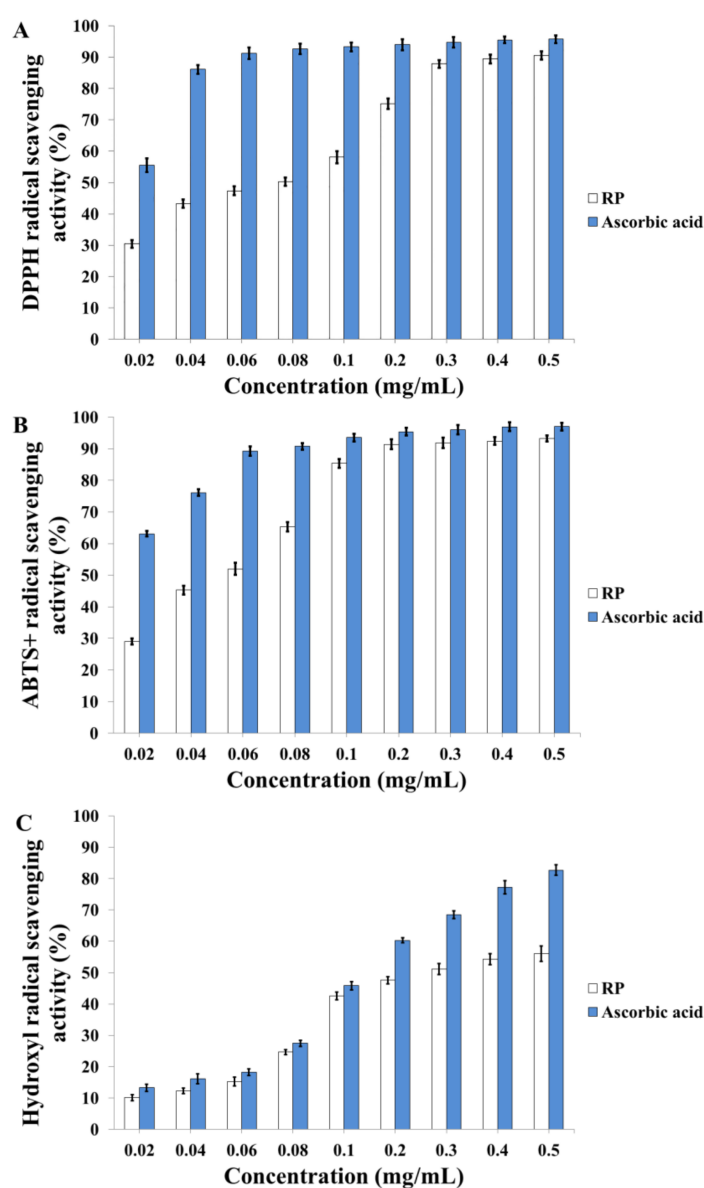 A
DPPH radical scavenging
activity (%)
100
90
80
70
60
50
40
30
20
10
0
0.02 0.04 0.06 0.08 0.1 0.2 0.3 0.4 0.5
Concentration (mg/mL)
RP
Ascorbic acid
B
ABTS+ radical scavenging
activity (%)
100
90
80
70
60
50
40
30
20
10
0
0.02 0.04 0.06 0.08 0.1 0.2 0.3 0.4 0.5
Concentration (mg/mL)
RP
Ascorbic acid
C
Hydroxyl radical scavenging
activity (%)
100
90
80
70
60
50
40
30
20
10
0
0.02 0.04 0.06 0.08 0.1 0.2 0.3 0.4 0.5
Concentration (mg/mL)
RP
Ascorbic acid